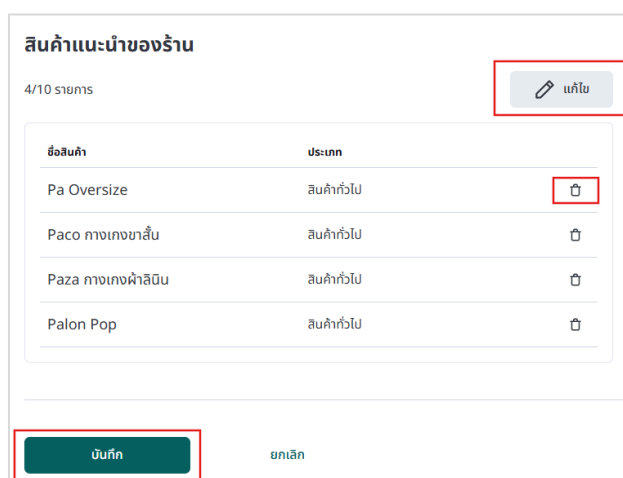 สินค้าแนะนำของร้าน
4/10 รายการ
แก้ไข
ชื่อสินค้า ประเภท
Pa Oversize สินค้าทั่วไป
Paco กางเกงขาสั้น สินค้าทั่วไป
Paza กางเกงผ้าลินิน สินค้าทั่วไป
Palon Pop สินค้าทั่วไป
บันทึก ยกเลิก